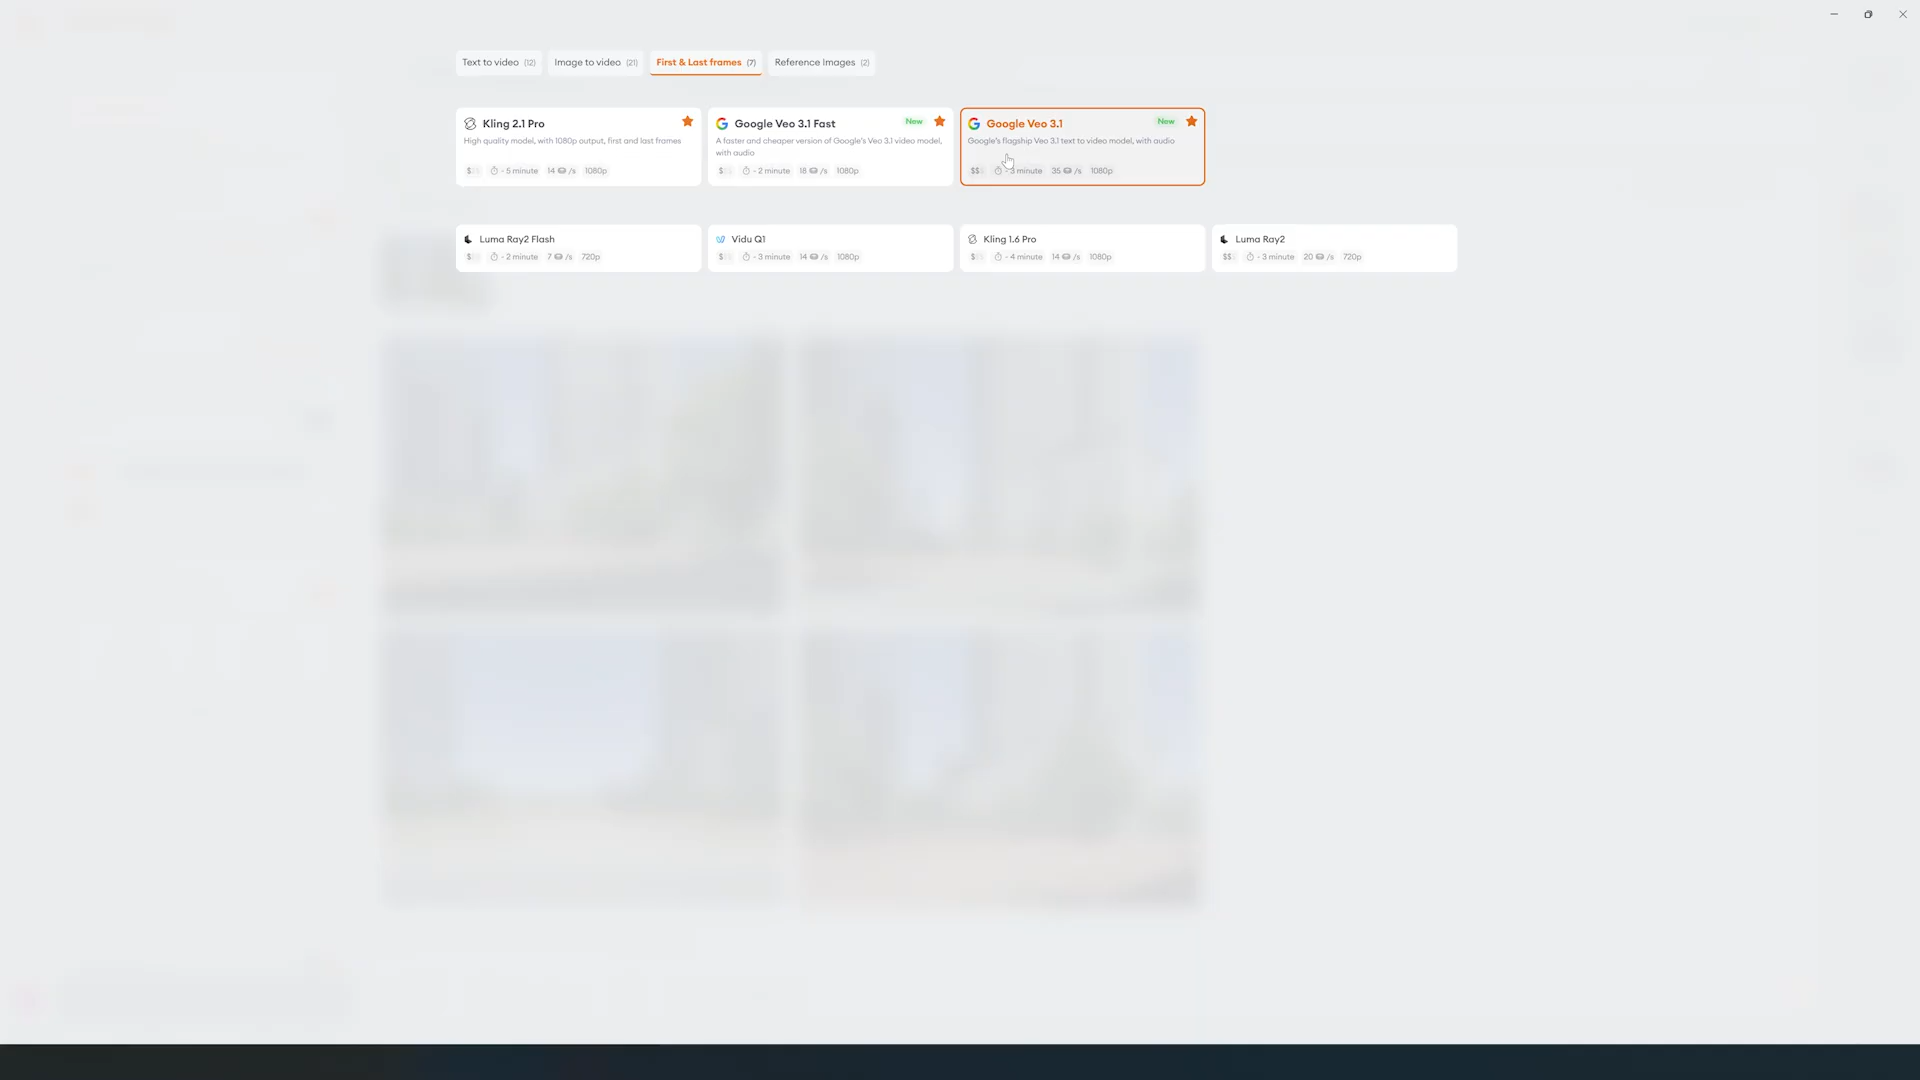 Text to video (12) Image to video (21) First & Last frames (7) Reference Images (2)
Kling 2.1 Pro
High quality model, with 1080p output, first and last frames
$$$ ~ 5 minute 14 /s 1080p
Google Veo 3.1 Fast New
A faster and cheaper version of Google's Veo 3.1 video model,
with audio
$$$ ~ 2 minute 18 /s 1080p
Google Veo 3.1 New
Google's flagship Veo 3.1 text to video model, with audio
$$$ ~ 3 minute 35 /s 1080p
Luma Ray2 Flash
$$$ ~ 2 minute 7 /s 720p
Vidu Q1
$$$ ~ 3 minute 14 /s 1080p
Kling 1.6 Pro
$$$ ~ 4 minute 14 /s 1080p
Luma Ray2
$$$ ~ 3 minute 20 /s 720p